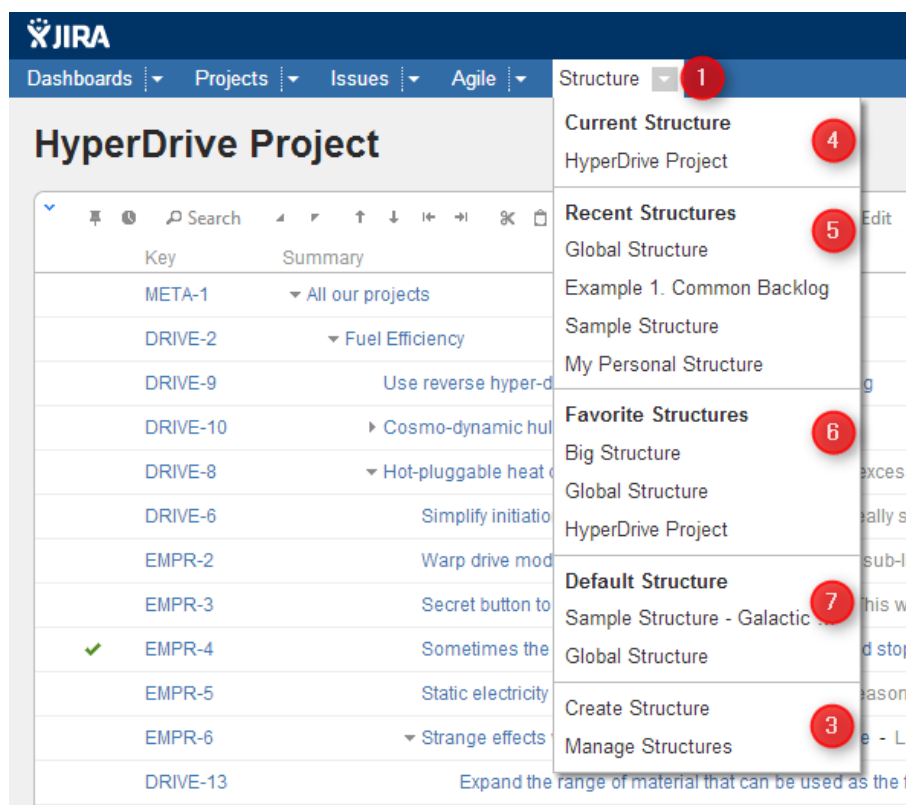 JIRA
Dashboards Projects Issues Agile Structure 1
HyperDrive Project
Search Edit
Key Summary
META-1 All our projects
DRIVE-2 Fuel Efficiency
DRIVE-9 Use reverse hyper-d g
DRIVE-10 Cosmo-dynamic hul
DRIVE-8 Hot-pluggable heat exces
DRIVE-6 Simplify initiatio eally s
EMPR-2 Warp drive mod sub-l
EMPR-3 Secret button to his w
EMPR-4 Sometimes the d stop
EMPR-5 Static electricity eason
EMPR-6 Strange effects e - L
DRIVE-13 Expand the range of material that can be used as the f
Current Structure 4
HyperDrive Project
Recent Structures 5
Global Structure
Example 1. Common Backlog
Sample Structure
My Personal Structure
Favorite Structures 6
Big Structure
Global Structure
HyperDrive Project
Default Structure 7
Sample Structure - Galactic ...
Global Structure
Create Structure 3
Manage Structures